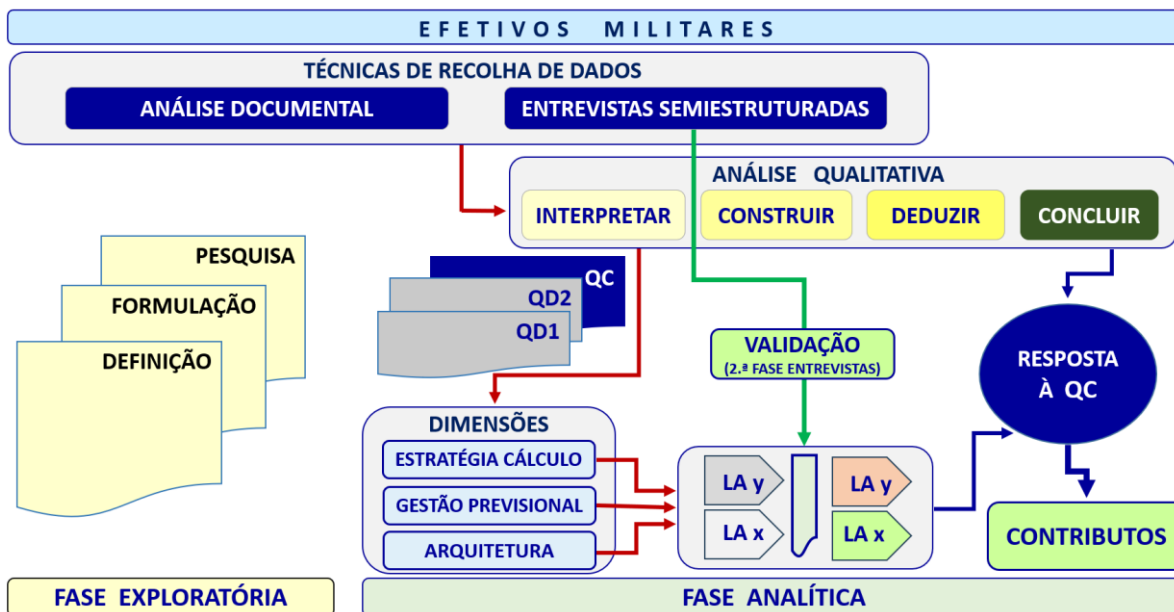 EFETIVOS MILITARES
TÉCNICAS DE RECOLHA DE DADOS
ANÁLISE DOCUMENTAL
ENTREVISTAS SEMIESTRUTURADAS
ANÁLISE QUALITATIVA
INTERPRETAR
CONSTRUIR
DEDUZIR
CONCLUIR
PESQUISA
FORMULAÇÃO
DEFINIÇÃO
QC
QD2
QD1
VALIDAÇÃO
(2.ª FASE ENTREVISTAS)
RESPOSTA
À QC
DIMENSÕES
ESTRATÉGIA CÁLCULO
GESTÃO PREVISIONAL
ARQUITETURA
LA y
LA x
LA y
LA x
CONTRIBUTOS
FASE EXPLORATÓRIA
FASE ANALÍTICA